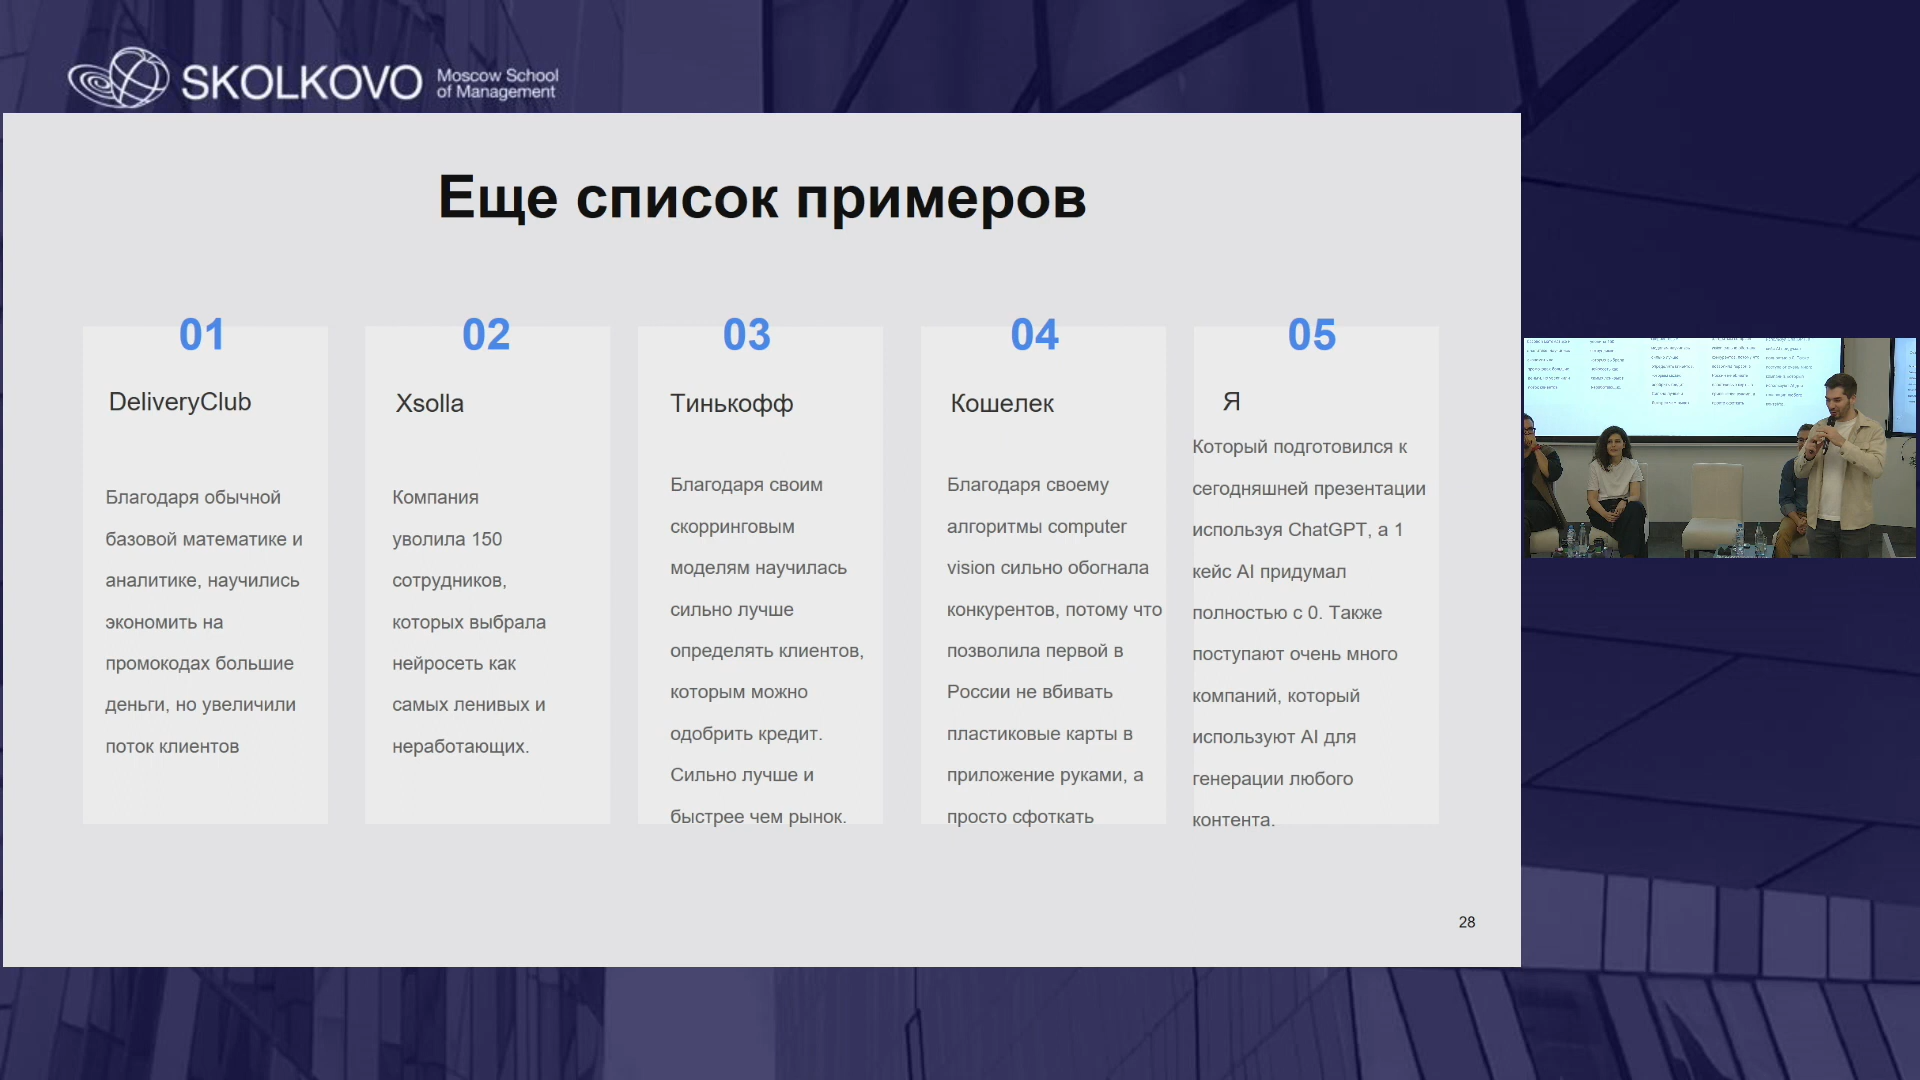 SKOLKOVO
Moscow School
of Management
Еще список примеров
01
DeliveryClub
Благодаря обычной
базовой математике и
аналитике, научились
экономить на
промокодах большие
деньги, но увеличили
поток клиентов
02
Xsolla
Компания
уволила 150
сотрудников,
которых выбрала
нейросеть как
самых ленивых и
неработающих.
03
Тинькофф
Благодаря своим
скорринговым
моделям научилась
сильно лучше
определять клиентов,
которым можно
одобрить кредит.
Сильно лучше и
быстрее чем рынок.
04
Кошелек
Благодаря своему
алгоритмы computer
vision сильно обогнала
конкурентов, потому что
позволила первой в
России не вбивать
пластиковые карты в
приложение руками, а
просто сфоткать
05
Я
Который подготовился к
сегодняшней презентации
используя ChatGPT, а 1
кейс AI придумал
полностью с 0. Также
поступают очень много
компаний, который
используют AI для
генерации любого
контента.
28